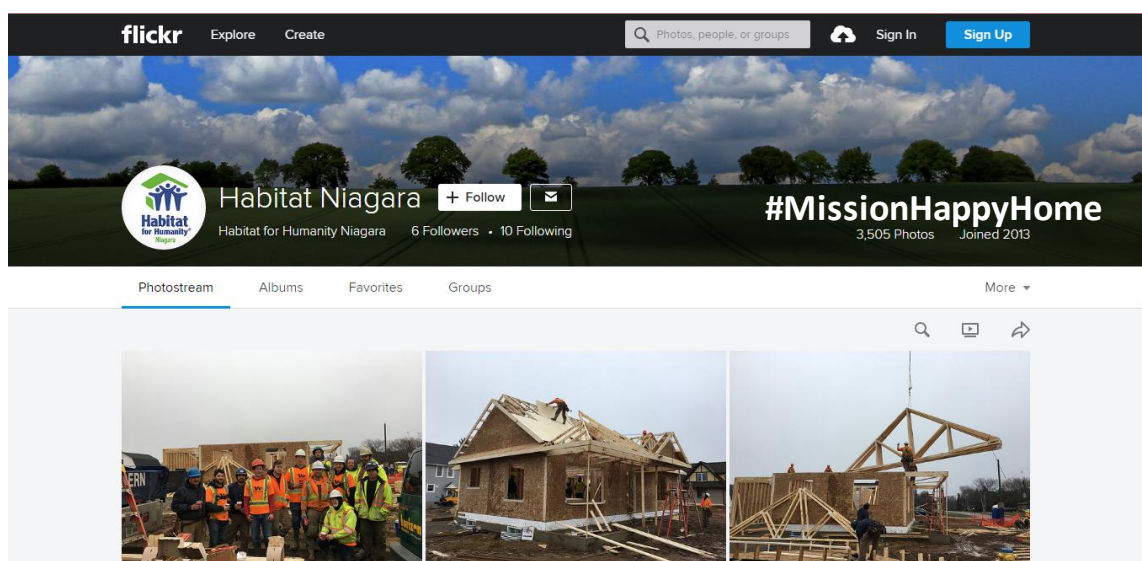 flickr Explore Create Photos, people, or groups Sign In Sign Up
Habitat Niagara + Follow
#MissionHappyHome
Habitat for Humanity® Niagara
Habitat for Humanity Niagara 6 Followers • 10 Following 3,505 Photos Joined 2013
Photostream Albums Favorites Groups More
ERN